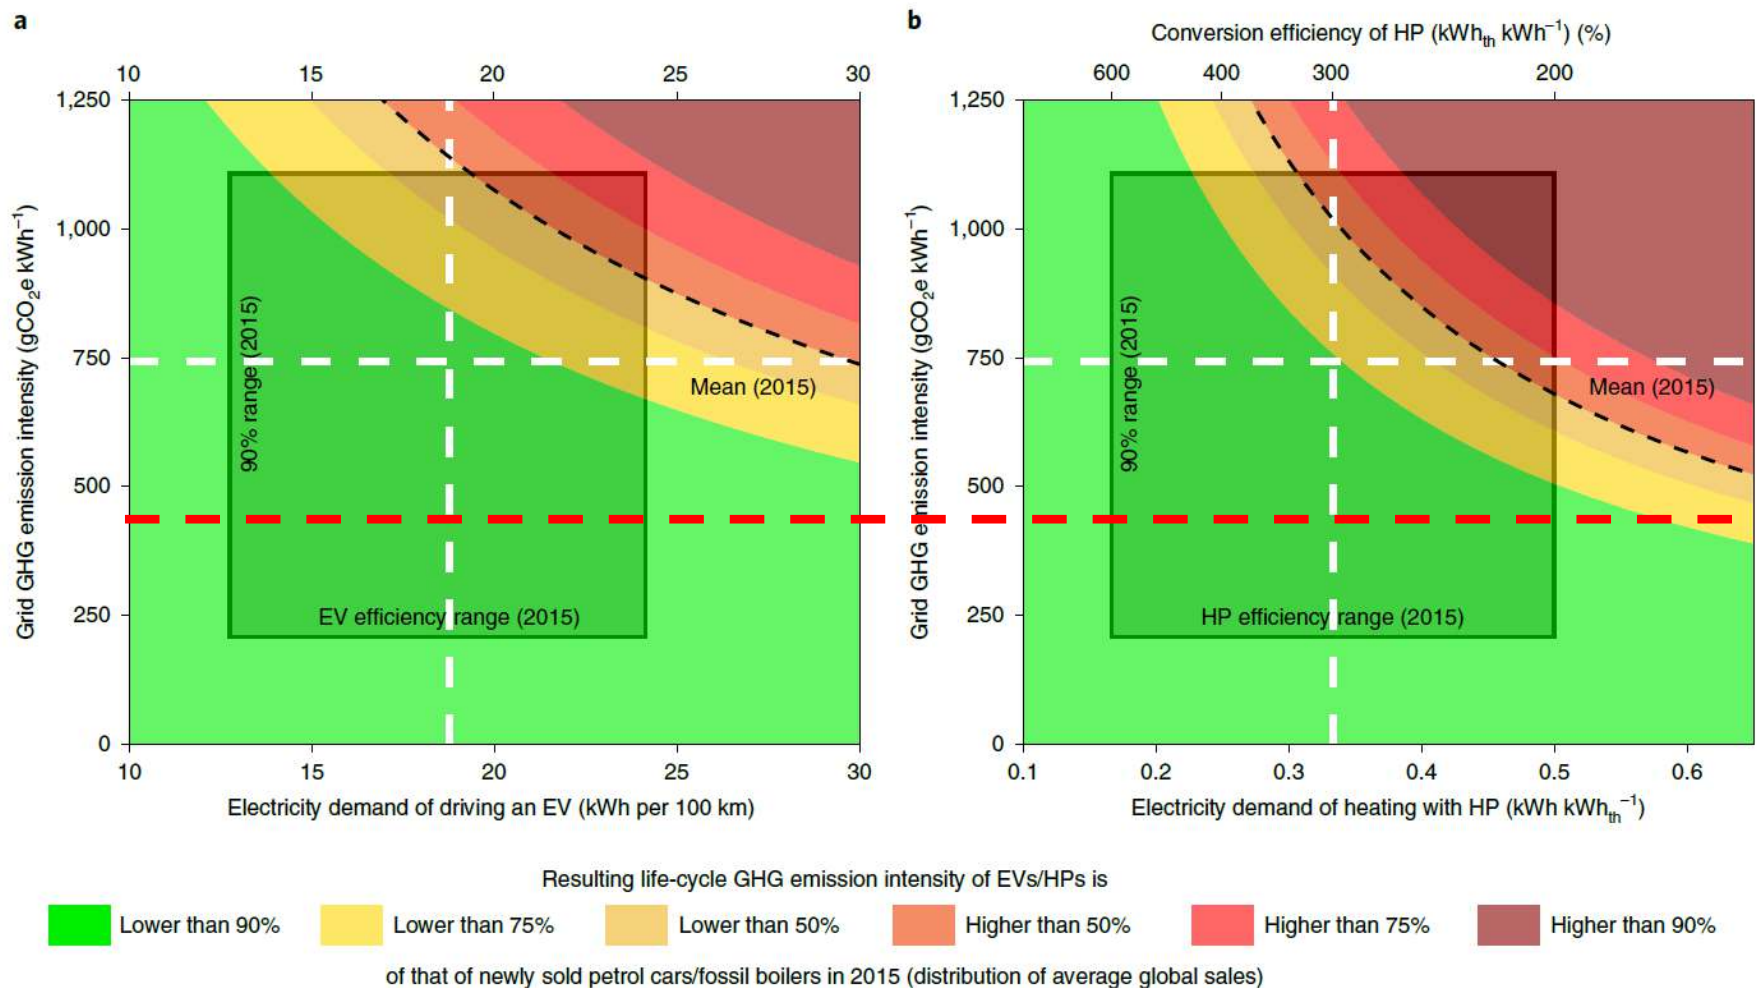 a
10 15 20 25 30
1,250
1,000
750
500
250
0
Grid GHG emission intensity (gCO₂e kWh⁻¹)
90% range (2015)
Mean (2015)
EV efficiency range (2015)
10 15 20 25 30
Electricity demand of driving an EV (kWh per 100 km)
b
Conversion efficiency of HP (kWhₜₕ kWh⁻¹) (%)
600 400 300 200
1,250
1,000
750
500
250
0
Grid GHG emission intensity (gCO₂e kWh⁻¹)
90% range (2015)
Mean (2015)
HP efficiency range (2015)
0.1 0.2 0.3 0.4 0.5 0.6
Electricity demand of heating with HP (kWh kWhₜₕ⁻¹)
Resulting life-cycle GHG emission intensity of EVs/HPs is
Lower than 90% Lower than 75% Lower than 50% Higher than 50% Higher than 75% Higher than 90%
of that of newly sold petrol cars/fossil boilers in 2015 (distribution of average global sales)